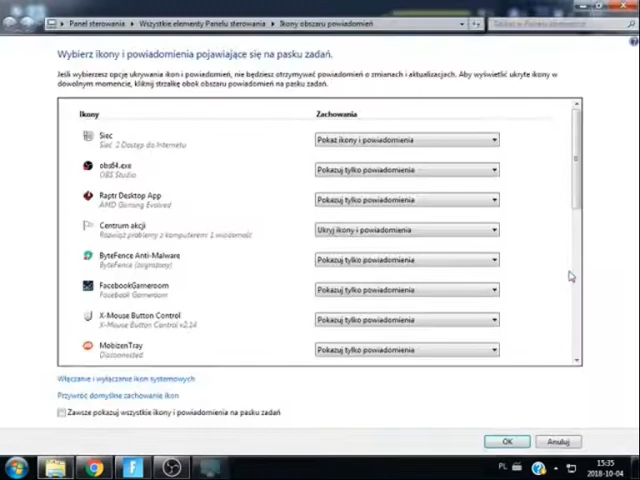 Panel sterowania ▸ Wszystkie elementy Panelu sterowania ▸ Ikony obszaru powiadomień
Wybierz ikony i powiadomienia pojawiające się na pasku zadań.
Jeśli wybierzesz opcję ukrywania ikon i powiadomień, nie będziesz otrzymywać powiadomień o zmianach i aktualizacjach. Aby wyświetlić ukryte ikony w
dowolnym momencie, kliknij strzałkę obok obszaru powiadomień na pasku zadań.
Ikony Zachowania
Sieć Pokaż ikony i powiadomienia
Sieć 2 Dostęp do Internetu
obs64.exe Pokazuj tylko powiadomienia
OBS Studio
Raptr Desktop App Pokazuj tylko powiadomienia
AMD Gaming Evolved
Centrum akcji Ukryj ikony i powiadomienia
Rozwiąż problemy z komputerem: 1 wiadomość
ByteFence Anti-Malware Pokazuj tylko powiadomienia
ByteFence (zagrożony)
FacebookGameroom Pokazuj tylko powiadomienia
Facebook Gameroom
X-Mouse Button Control Pokazuj tylko powiadomienia
X-Mouse Button Control v2.14
MobizenTray Pokazuj tylko powiadomienia
Disconnected
Włączanie i wyłączanie ikon systemowych
Przywróć domyślne zachowanie ikon
Zawsze pokazuj wszystkie ikony i powiadomienia na pasku zadań
OK Anuluj
PL 15:35
2018-10-04